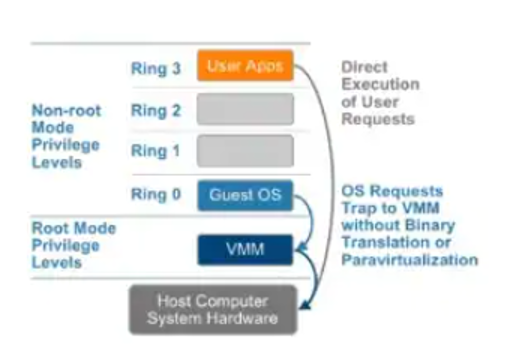 Ring 3
User Apps
Direct
Execution
of User
Requests
Non-root
Mode
Privilege
Levels
Ring 2
Ring 1
Ring 0
Guest OS
OS Requests
Trap to VMM
without Binary
Translation or
Paravirtualization
Root Mode
Privilege
Levels
VMM
Host Computer
System Hardware